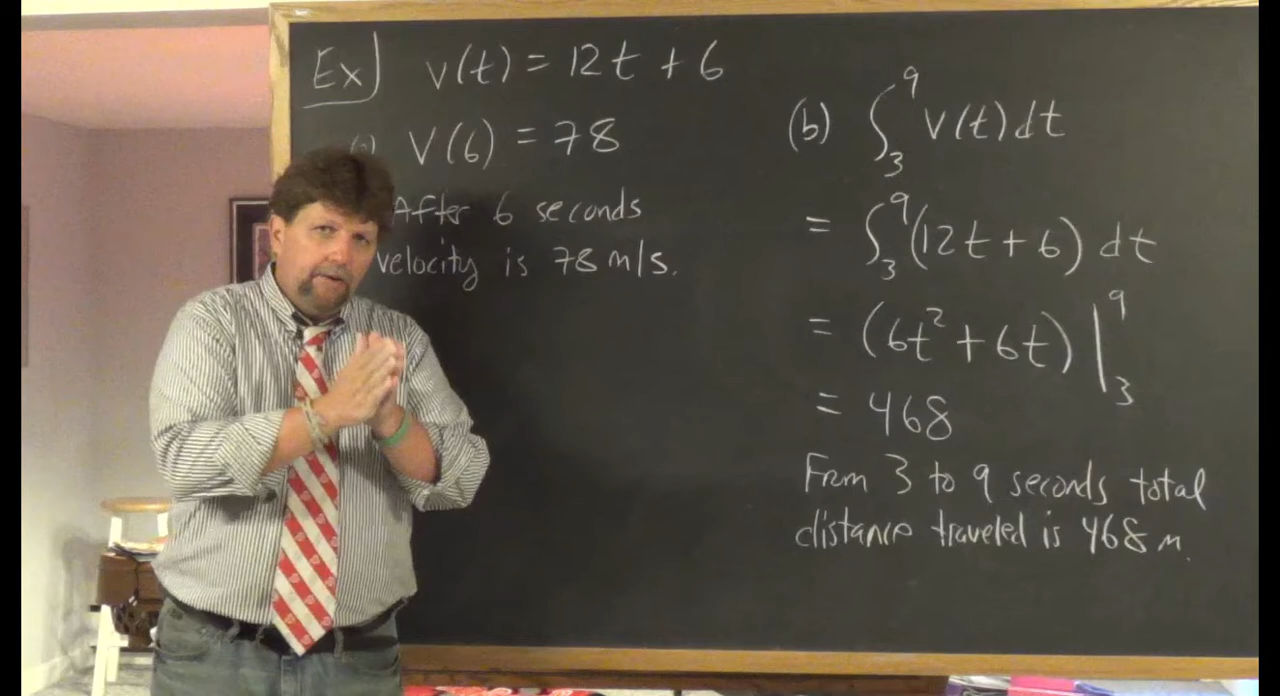 Ex) v(t) = 12t + 6
V(6) = 78
After 6 seconds
velocity is 78 m/s.
(b) ∫₃⁹ v(t) dt
= ∫₃⁹ (12t + 6) dt
= (6t² + 6t) |₃⁹
= 468
From 3 to 9 seconds total
distance traveled is 468 m.